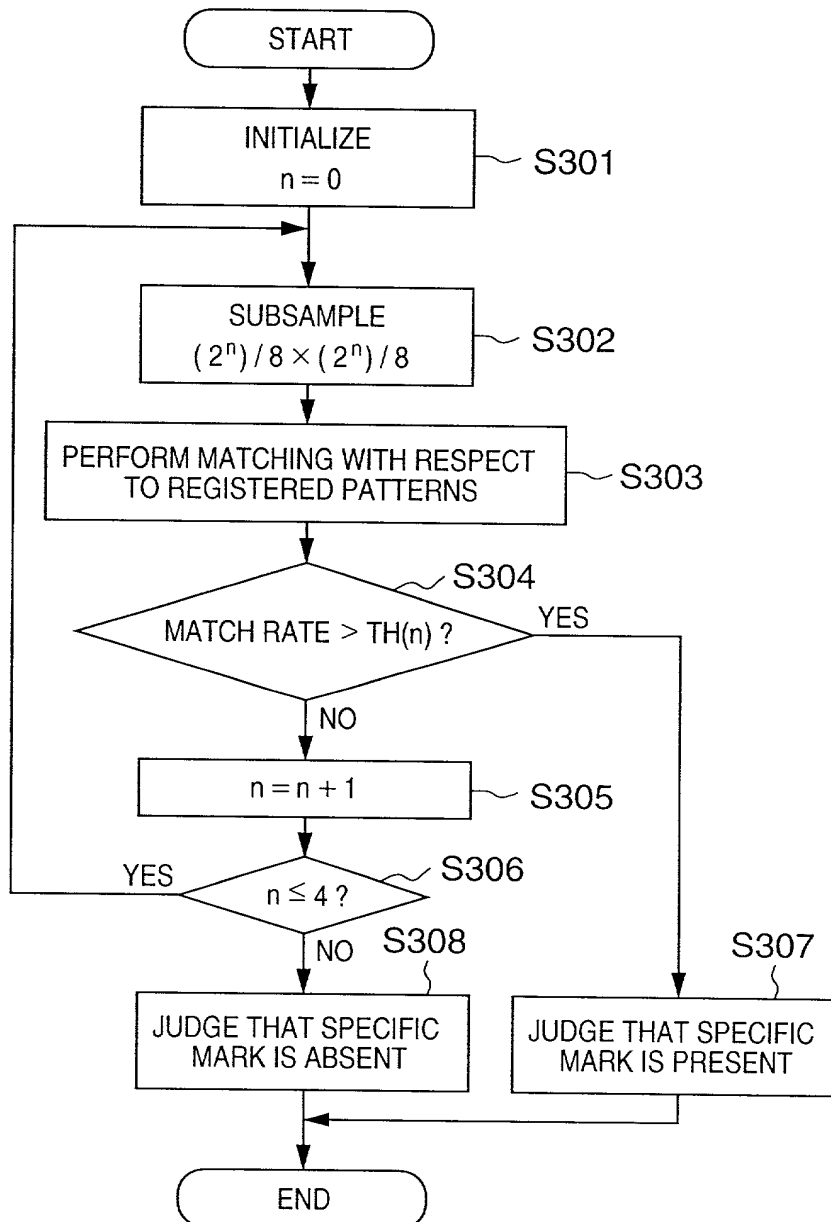 START
INITIALIZE
n = 0
S301
SUBSAMPLE
(2ⁿ) / 8 × (2ⁿ) / 8
S302
PERFORM MATCHING WITH RESPECT
TO REGISTERED PATTERNS
S303
S304
MATCH RATE > TH(n) ?
YES
NO
n = n + 1
S305
YES
n ≤ 4 ?
S306
NO
S308
S307
JUDGE THAT SPECIFIC
MARK IS ABSENT
JUDGE THAT SPECIFIC
MARK IS PRESENT
END